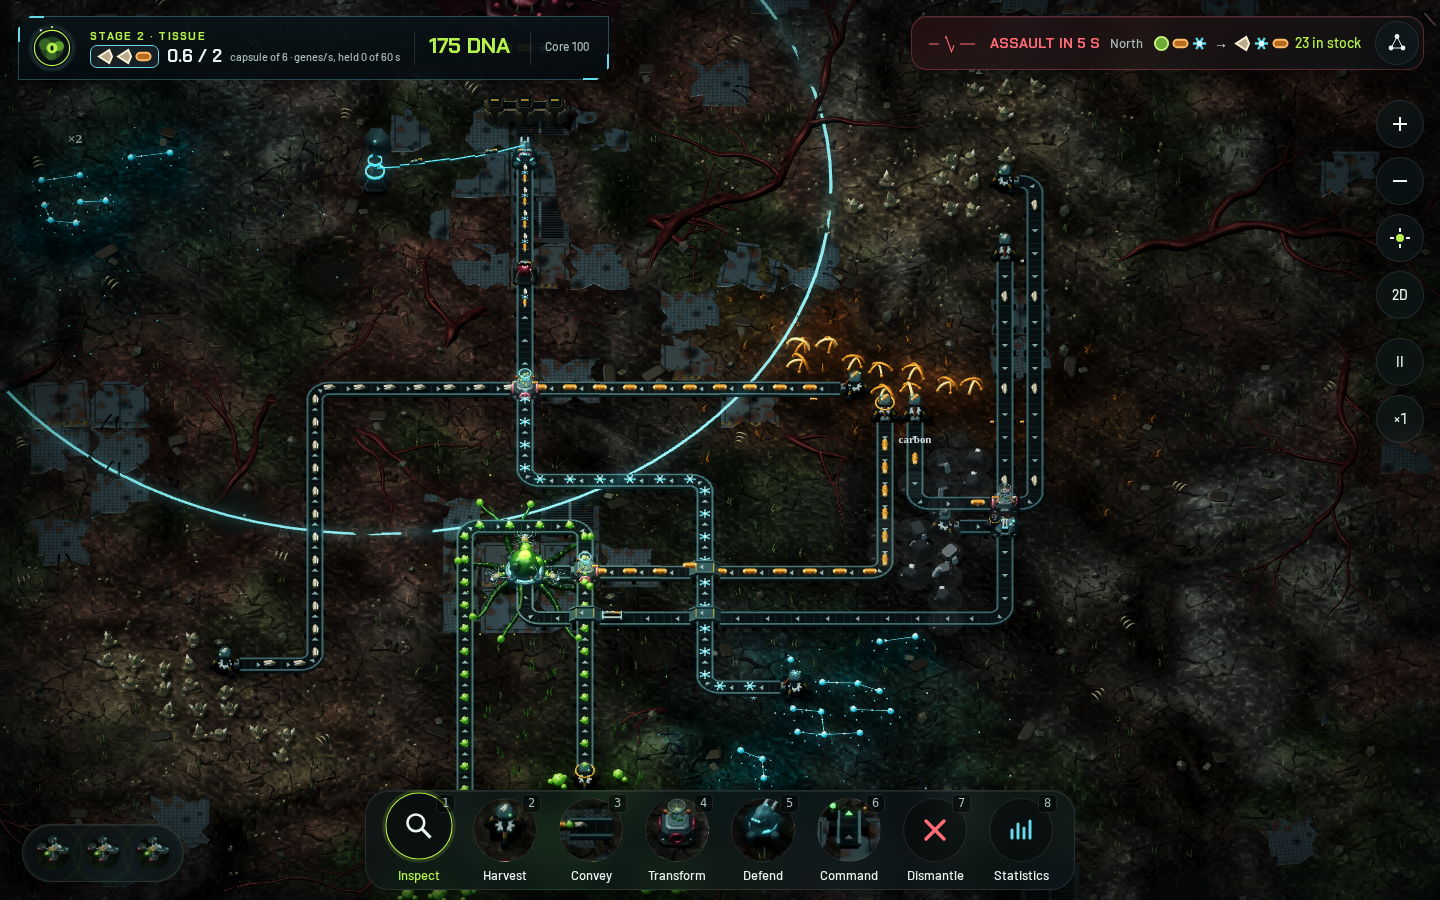 STAGE 2 · TISSUE
0.6 / 2 capsule of 6 · genes/s, held 0 of 60 s
175 DNA
Core 100
ASSAULT IN 5 S North → 23 in stock
×2
2D
×1
carbon
1 2 3 4 5 6 7 8
Inspect Harvest Convey Transform Defend Command Dismantle Statistics